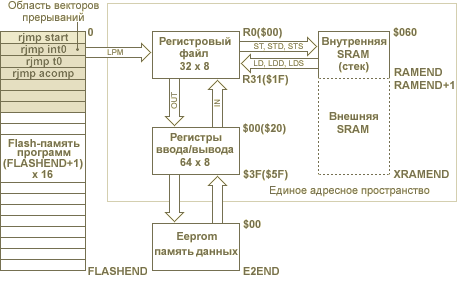 Область векторов
прерываний
0
rjmp start
rjmp int0
rjmp t0
rjmp acomp
Flash-память
программ
(FLASHEND+1)
x 16
FLASHEND
LPM
R0($00)
Регистровый
файл
32 x 8
R31($1F)
ST, STD, STS
LD, LDD, LDS
$060
Внутренняя
SRAM
(стек)
RAMEND
RAMEND+1
Внешняя
SRAM
XRAMEND
OUT
IN
$00($20)
Регистры
ввода/вывода
64 x 8
$3F($5F)
Единое адресное пространство
$00
Eeprom
память данных
E2END